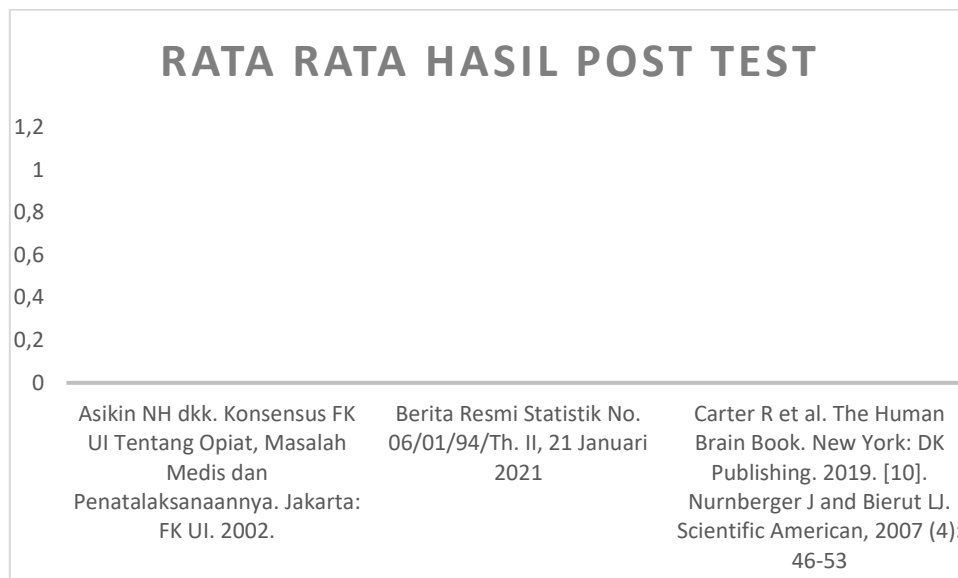 RATA RATA HASIL POST TEST
1,2
1
0,8
0,6
0,4
0,2
0
Asikin NH dkk. Konsensus FK
UI Tentang Opiat, Masalah
Medis dan
Penatalaksanaannya. Jakarta:
FK UI. 2002.
Berita Resmi Statistik No.
06/01/94/Th. II, 21 Januari
2021
Carter R et al. The Human
Brain Book. New York: DK
Publishing. 2019. [10].
Nurnberger J and Bierut LJ.
Scientific American, 2007 (4):
46-53